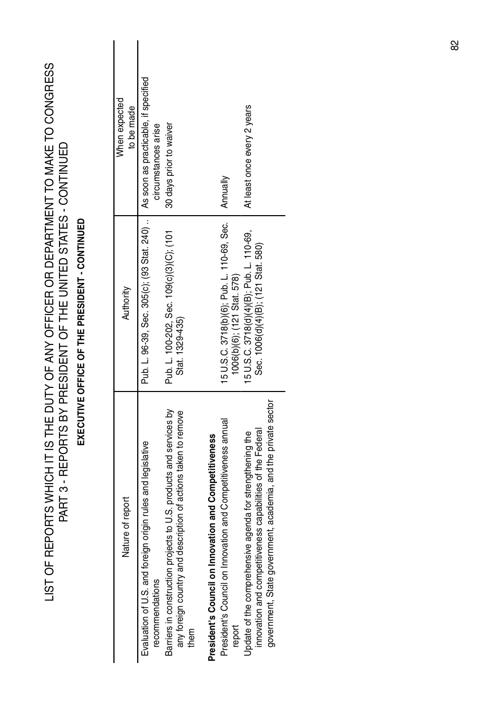 LIST OF REPORTS WHICH IT IS THE DUTY OF ANY OFFICER OR DEPARTMENT TO MAKE TO CONGRESS
PART 3 - REPORTS BY PRESIDENT OF THE UNITED STATES - CONTINUED
EXECUTIVE OFFICE OF THE PRESIDENT - CONTINUED
Nature of report
Authority
When expected
to be made
Evaluation of U.S. and foreign origin rules and legislative
recommendations
Pub. L. 96-39, Sec. 305(c); (93 Stat. 240) ..
As soon as practicable, if specified
circumstances arise
Barriers in construction projects to U.S. products and services by
any foreign country and description of actions taken to remove
them
Pub. L. 100-202, Sec. 109(c)(3)(C); (101
Stat. 1329-435)
30 days prior to waiver
President's Council on Innovation and Competitiveness
President's Council on Innovation and Competitiveness annual
report
15 U.S.C. 3718(b)(6); Pub. L. 110-69, Sec.
1006(b)(6); (121 Stat. 578)
Annually
Update of the comprehensive agenda for strengthening the
innovation and competitiveness capabilities of the Federal
government, State government, academia, and the private sector
15 U.S.C. 3718(d)(4)(B); Pub. L. 110-69,
Sec. 1006(d)(4)(B); (121 Stat. 580)
At least once every 2 years
82